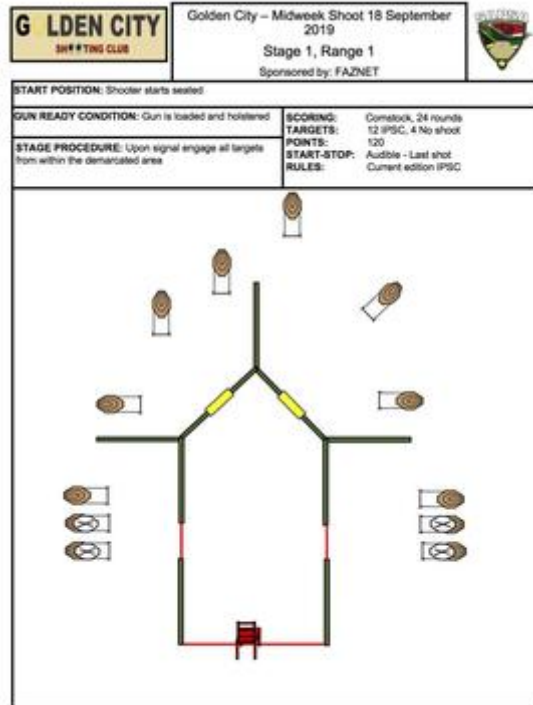 G LDEN CITY
SH**TING CLUB
Golden City – Midweek Shoot 18 September
2019
Stage 1, Range 1
Sponsored by: FAZNET
START POSITION: Shooter starts seated
GUN READY CONDITION: Gun is loaded and holstered
STAGE PROCEDURE: Upon signal engage all targets
from within the demarcated area
SCORING: Comstock, 24 rounds
TARGETS: 12 IPSC, 4 No shoot
POINTS: 120
START-STOP: Audible - Last shot
RULES: Current edition IPSC